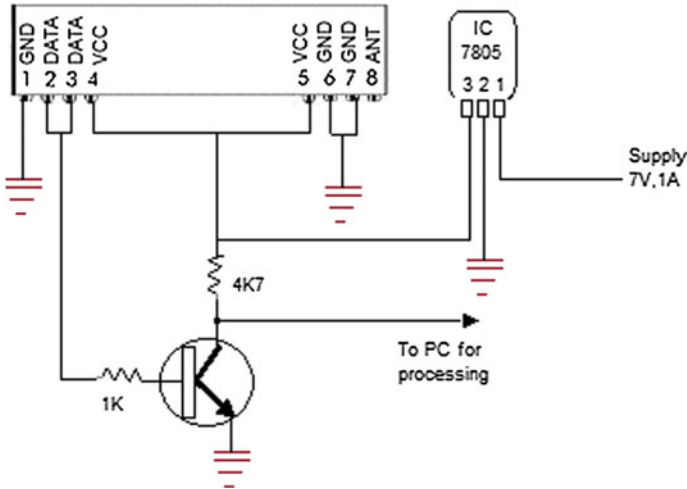 GND
DATA
DATA
VCC
1 2 3 4
VCC
GND
GND
ANT
5 6 7 8
IC
7805
3 2 1
Supply
7V,1A
4K7
To PC for
processing
1K